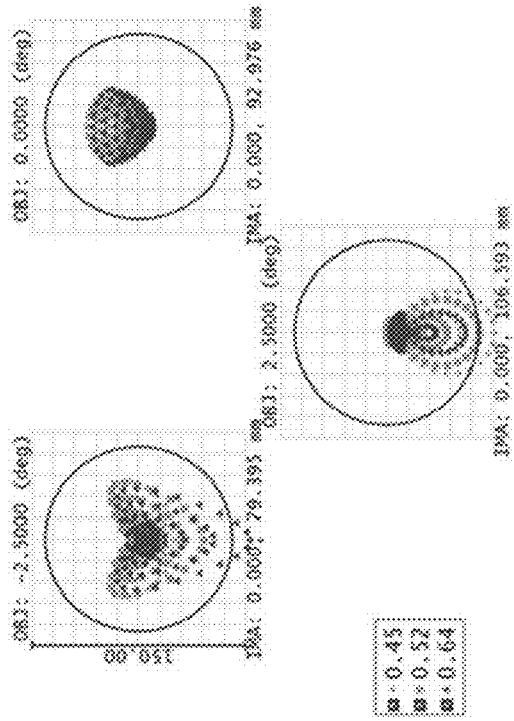 OBJ: 0.0000 (deg)
IMA: 0.000, 92.976 mm
OBJ: 2.5000 (deg)
IMA: 0.000, 106.593 mm
OBJ: -2.5000 (deg)
IMA: 0.000, 79.395 mm
350.00
0.45
0.52
0.64